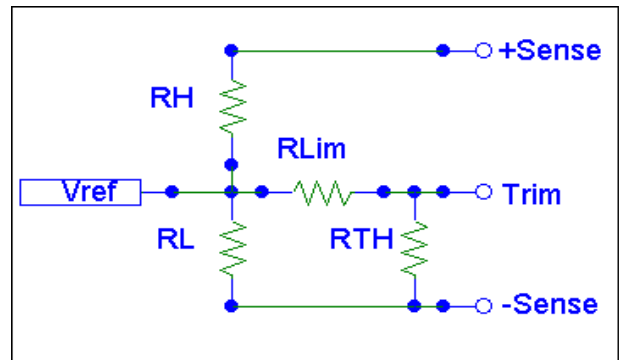 +Sense
RH
RLim
Vref
Trim
RL
RTH
-Sense